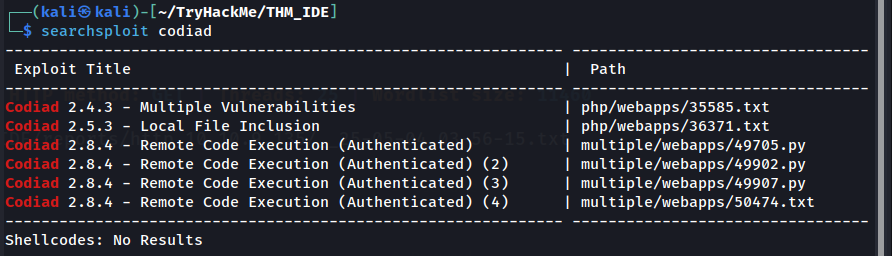 ┌──(kali㉿kali)-[~/TryHackMe/THM_IDE]
└─$ searchsploit codiad
---------------------------------------------------------------- ---------------------------------
 Exploit Title                                                  |  Path
---------------------------------------------------------------- ---------------------------------
Codiad 2.4.3 - Multiple Vulnerabilities                         | php/webapps/35585.txt
Codiad 2.5.3 - Local File Inclusion                             | php/webapps/36371.txt
Codiad 2.8.4 - Remote Code Execution (Authenticated)            | multiple/webapps/49705.py
Codiad 2.8.4 - Remote Code Execution (Authenticated) (2)        | multiple/webapps/49902.py
Codiad 2.8.4 - Remote Code Execution (Authenticated) (3)        | multiple/webapps/49907.py
Codiad 2.8.4 - Remote Code Execution (Authenticated) (4)        | multiple/webapps/50474.txt
---------------------------------------------------------------- ---------------------------------
Shellcodes: No Results